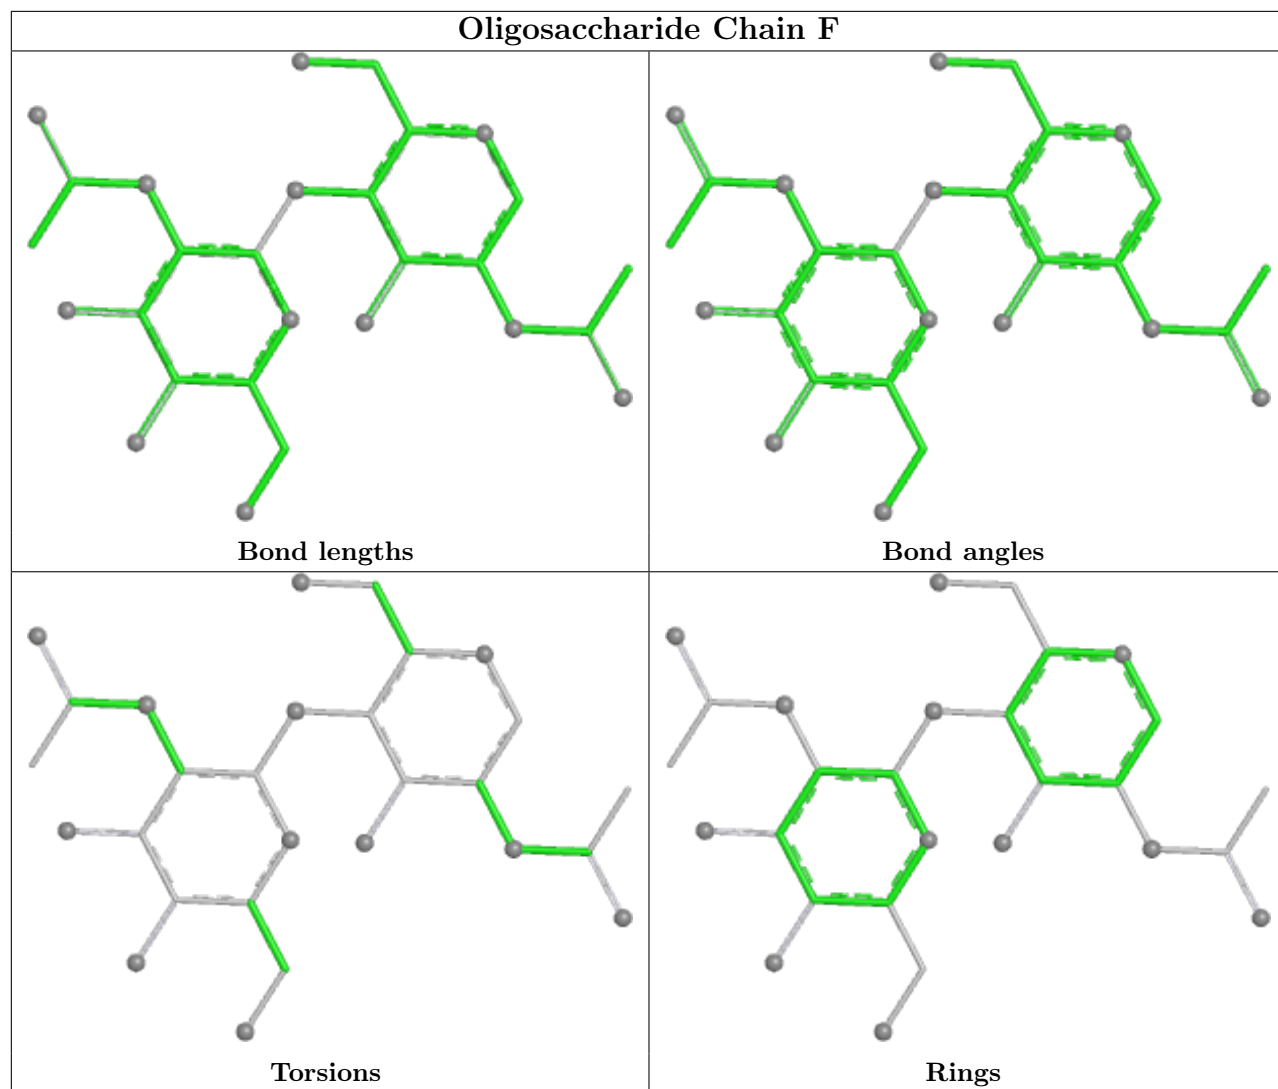 Oligosaccharide Chain F
Bond lengths
Bond angles
Torsions
Rings